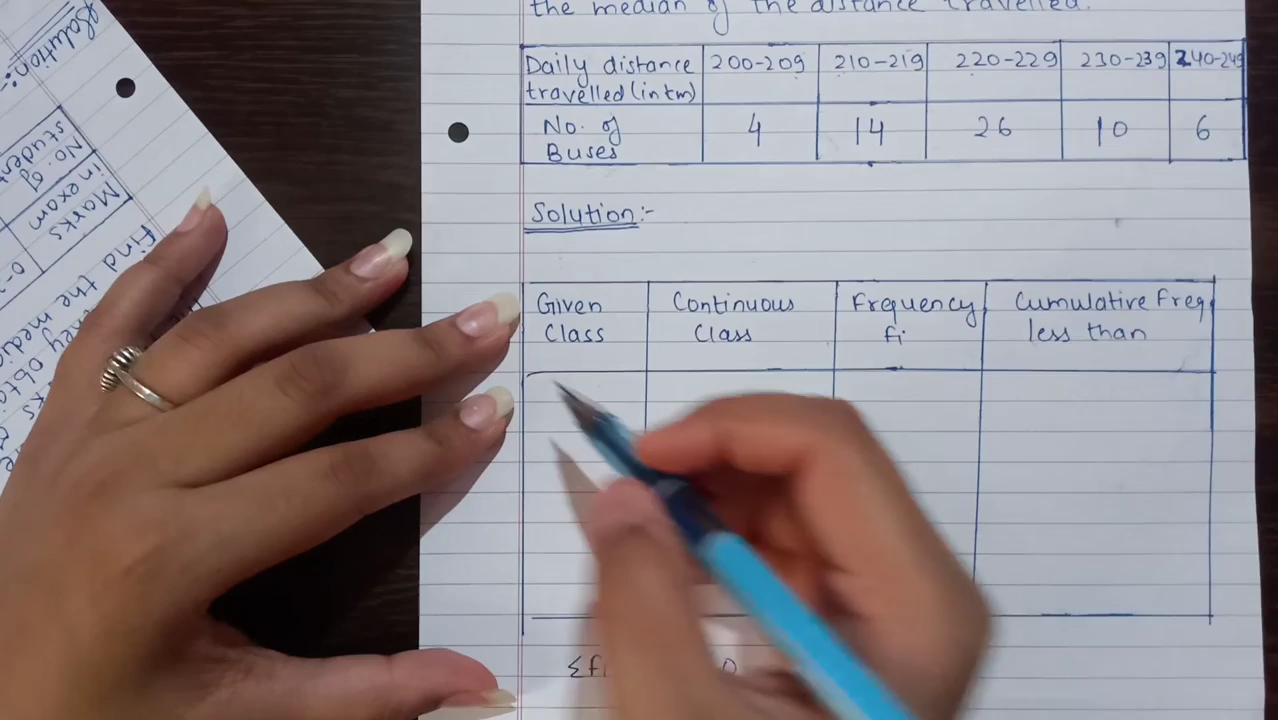 the median of the distance travelled.
Daily distance travelled (in km) 200-209 210-219 220-229 230-239 240-249
No. of Buses 4 14 26 10 6
Solution:-
Given Class Continuous Class Frequency fi Cumulative Freq less than
Solution:-
No. of
Marks in exam
Find the